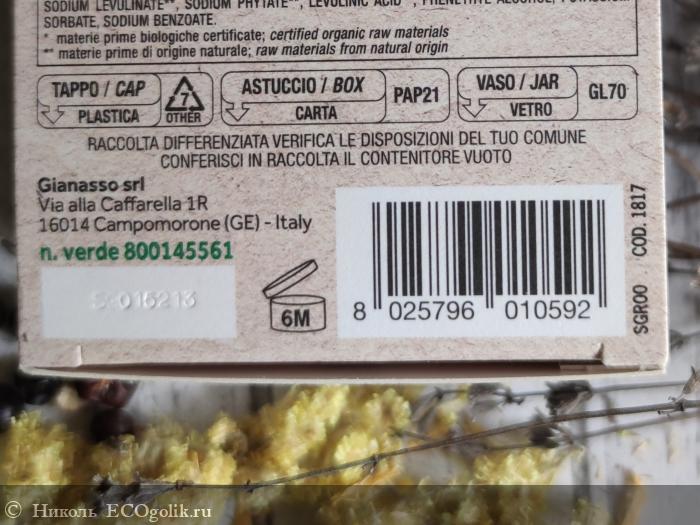 SODIUM LEVULINATE**, SODIUM PHYTATE**, LEVULINIC ACID**, PHENETHYL ALCOHOL, POTASSIUM
SORBATE, SODIUM BENZOATE.
* materie prime biologiche certificate; certified organic raw materials
** materie prime di origine naturale; raw materials from natural origin
TAPPO / CAP
PLASTICA
7
OTHER
ASTUCCIO / BOX
CARTA
PAP21
VASO / JAR
VETRO
GL70
RACCOLTA DIFFERENZIATA VERIFICA LE DISPOSIZIONI DEL TUO COMUNE
CONFERISCI IN RACCOLTA IL CONTENITORE VUOTO
Gianasso srl
Via alla Caffarella 1R
16014 Campomorone (GE) - Italy
n. verde 800145561
S:015213
6M
8 025796 010592
SGR00 COD. 1817
© Николь ECOgolik.ru